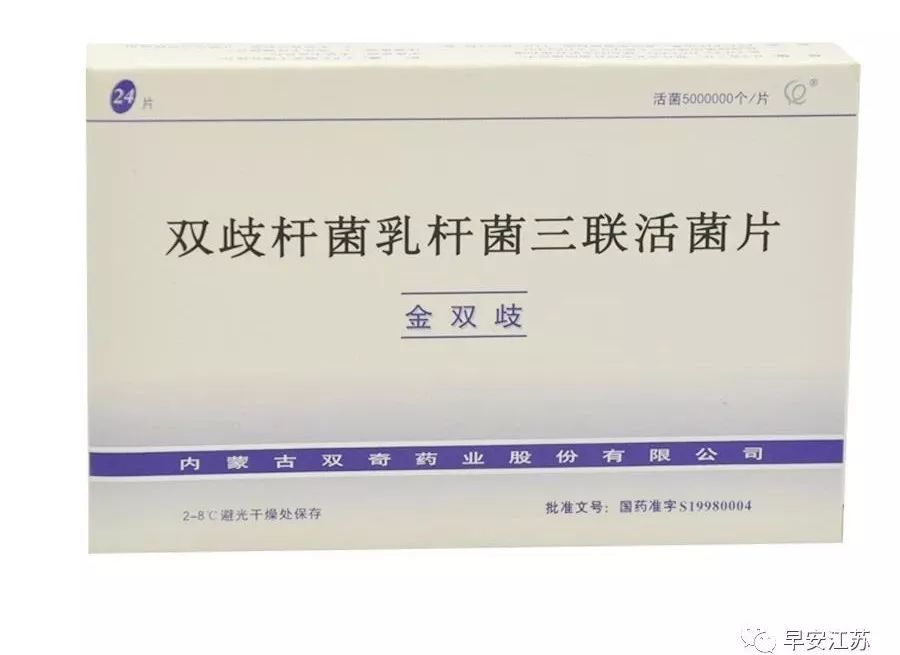 24片
活菌5000000个/片
®
双歧杆菌乳杆菌三联活菌片
金双歧
内蒙古双奇药业股份有限公司
2-8℃避光干燥处保存
批准文号：国药准字S19980004
早安江苏